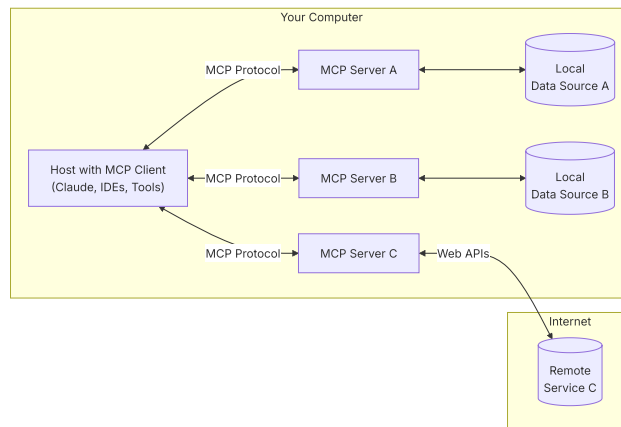 Your Computer
MCP Protocol
MCP Server A
Local
Data Source A
Host with MCP Client
(Claude, IDEs, Tools)
MCP Protocol
MCP Server B
Local
Data Source B
MCP Protocol
MCP Server C
Web APIs
Internet
Remote
Service C